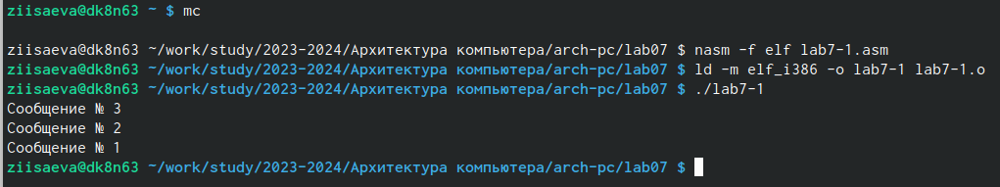 ziisaeva@dk8n63 ~ $ mc
ziisaeva@dk8n63 ~/work/study/2023-2024/Архитектура компьютера/arch-pc/lab07 $ nasm -f elf lab7-1.asm
ziisaeva@dk8n63 ~/work/study/2023-2024/Архитектура компьютера/arch-pc/lab07 $ ld -m elf_i386 -o lab7-1 lab7-1.o
ziisaeva@dk8n63 ~/work/study/2023-2024/Архитектура компьютера/arch-pc/lab07 $ ./lab7-1
Сообщение № 3
Сообщение № 2
Сообщение № 1
ziisaeva@dk8n63 ~/work/study/2023-2024/Архитектура компьютера/arch-pc/lab07 $